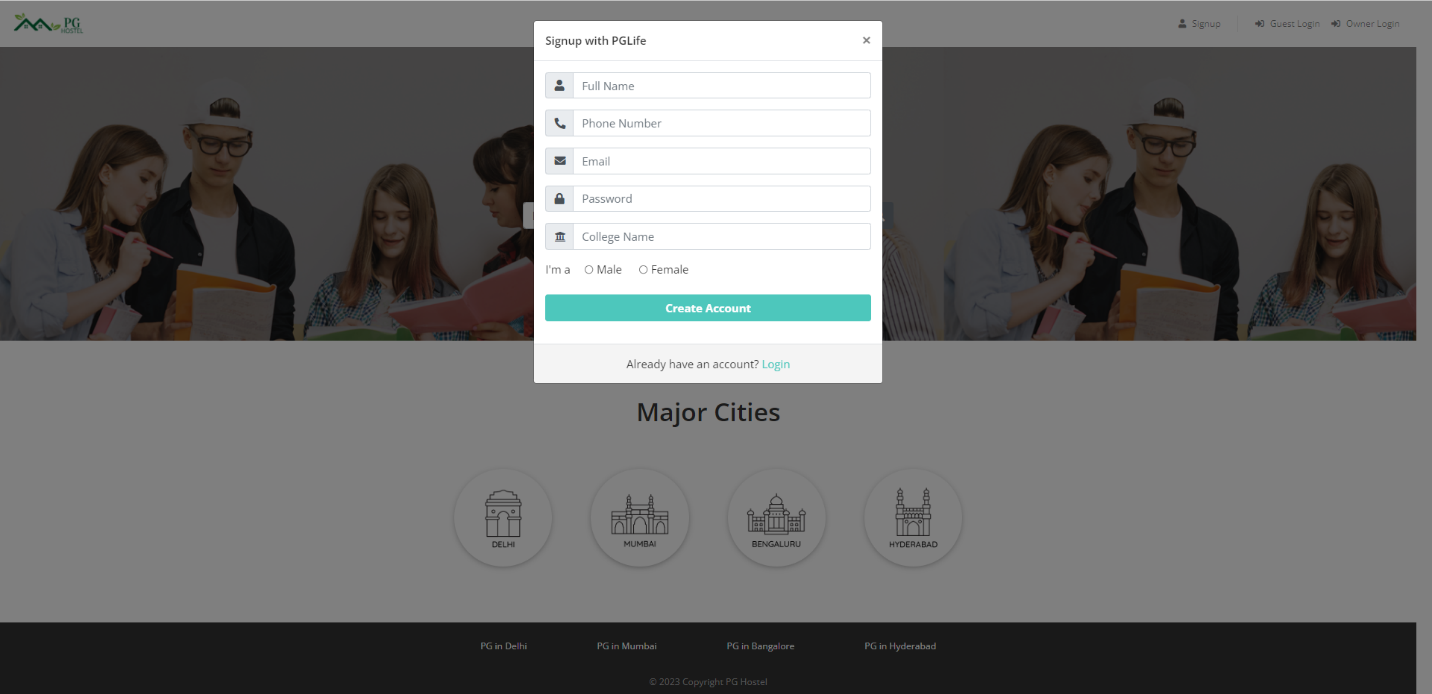 PG
HOSTEL
Signup
Guest Login
Owner Login
Signup with PGLife
×
Full Name
Phone Number
Email
Password
College Name
I'm a Male Female
Create Account
Already have an account? Login
Major Cities
DELHI
MUMBAI
BENGALURU
HYDERABAD
PG in Delhi
PG in Mumbai
PG in Bangalore
PG in Hyderabad
© 2023 Copyright PG Hostel